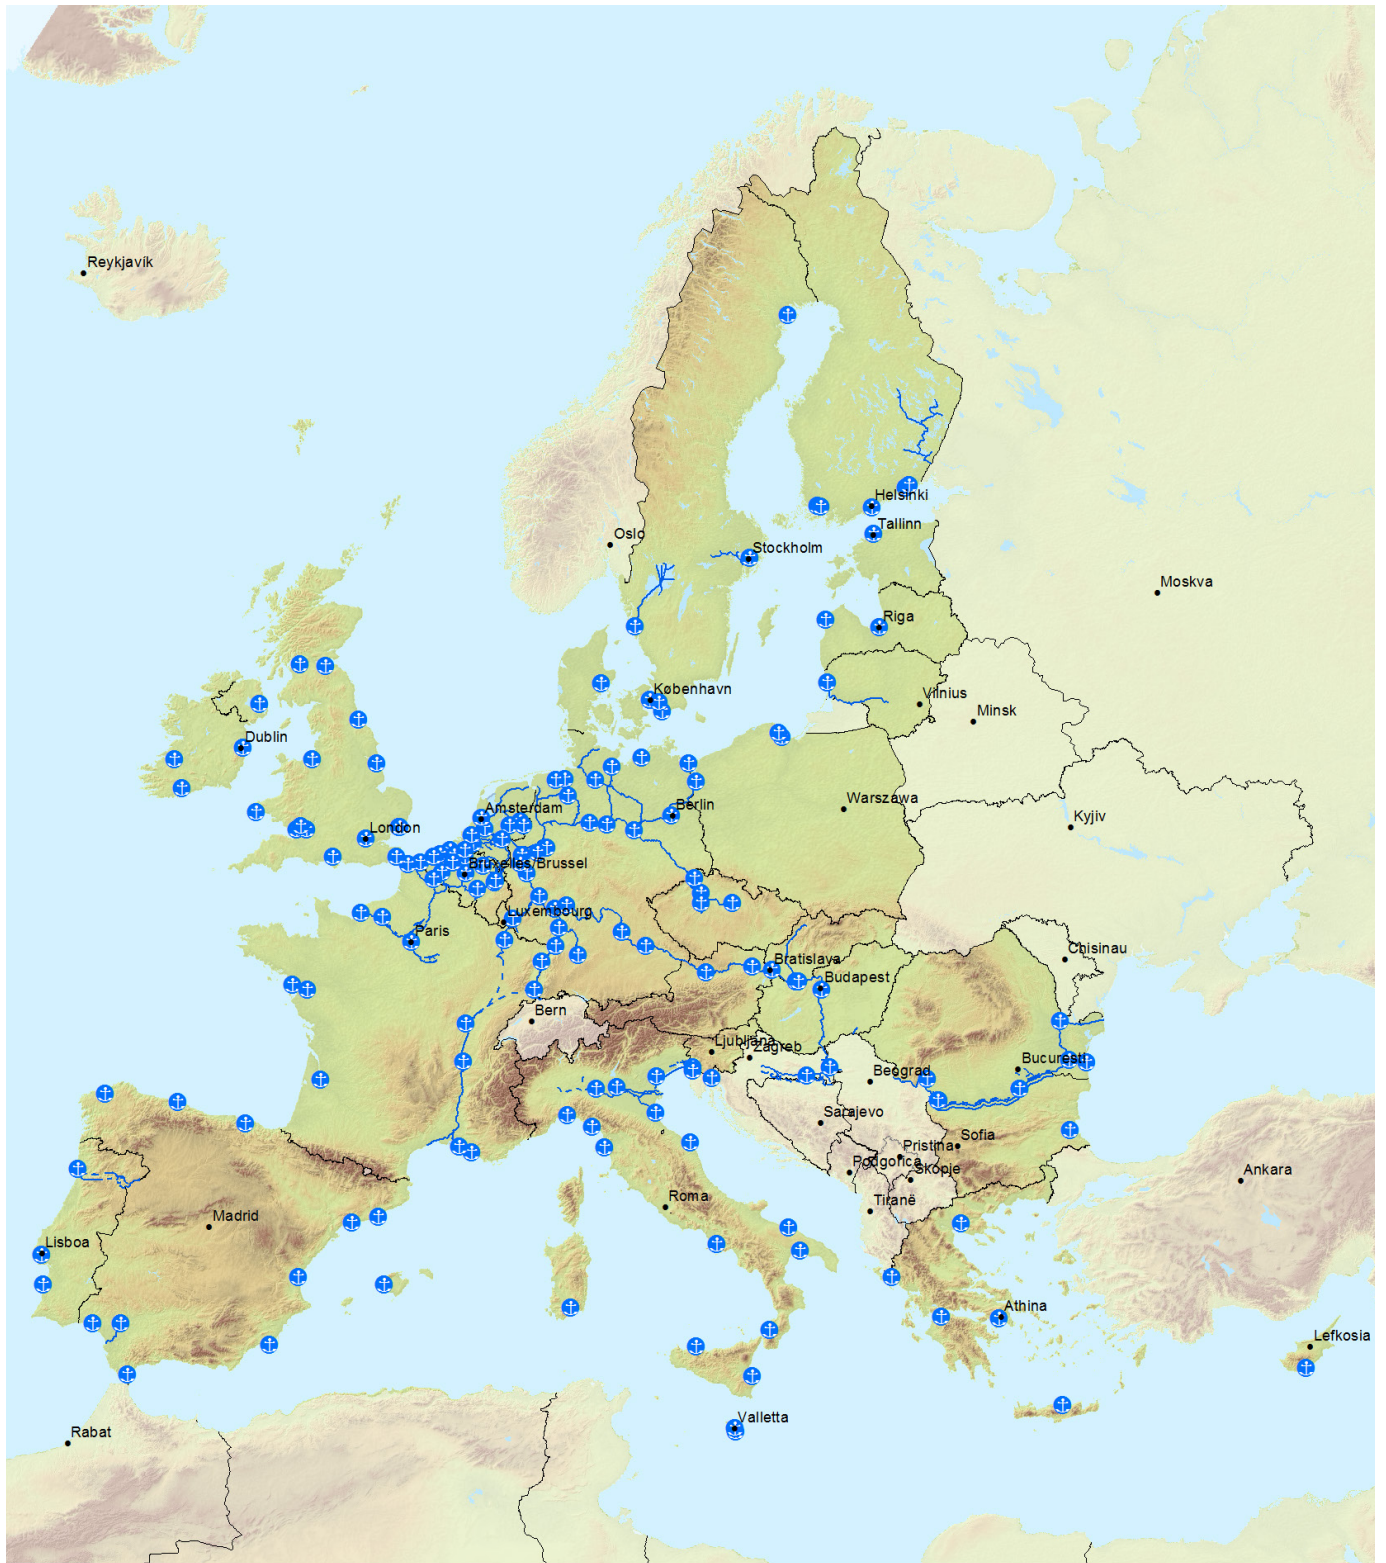 Reykjavík
Helsinki
Tallinn
Oslo
Stockholm
Moskva
Riga
København
Vilnius
Minsk
Dublin
Amsterdam
Berlin
Warszawa
Kyjiv
London
Bruxelles/Brussel
Luxembourg
Paris
Chisinau
Bratislava
Budapest
Bern
Ljubljana
Zagreb
Bucuresti
Beograd
Sarajevo
Sofia
Pristina
Podgorica
Skopje
Ankara
Roma
Tiranë
Madrid
Lisboa
Athina
Lefkosia
Valletta
Rabat